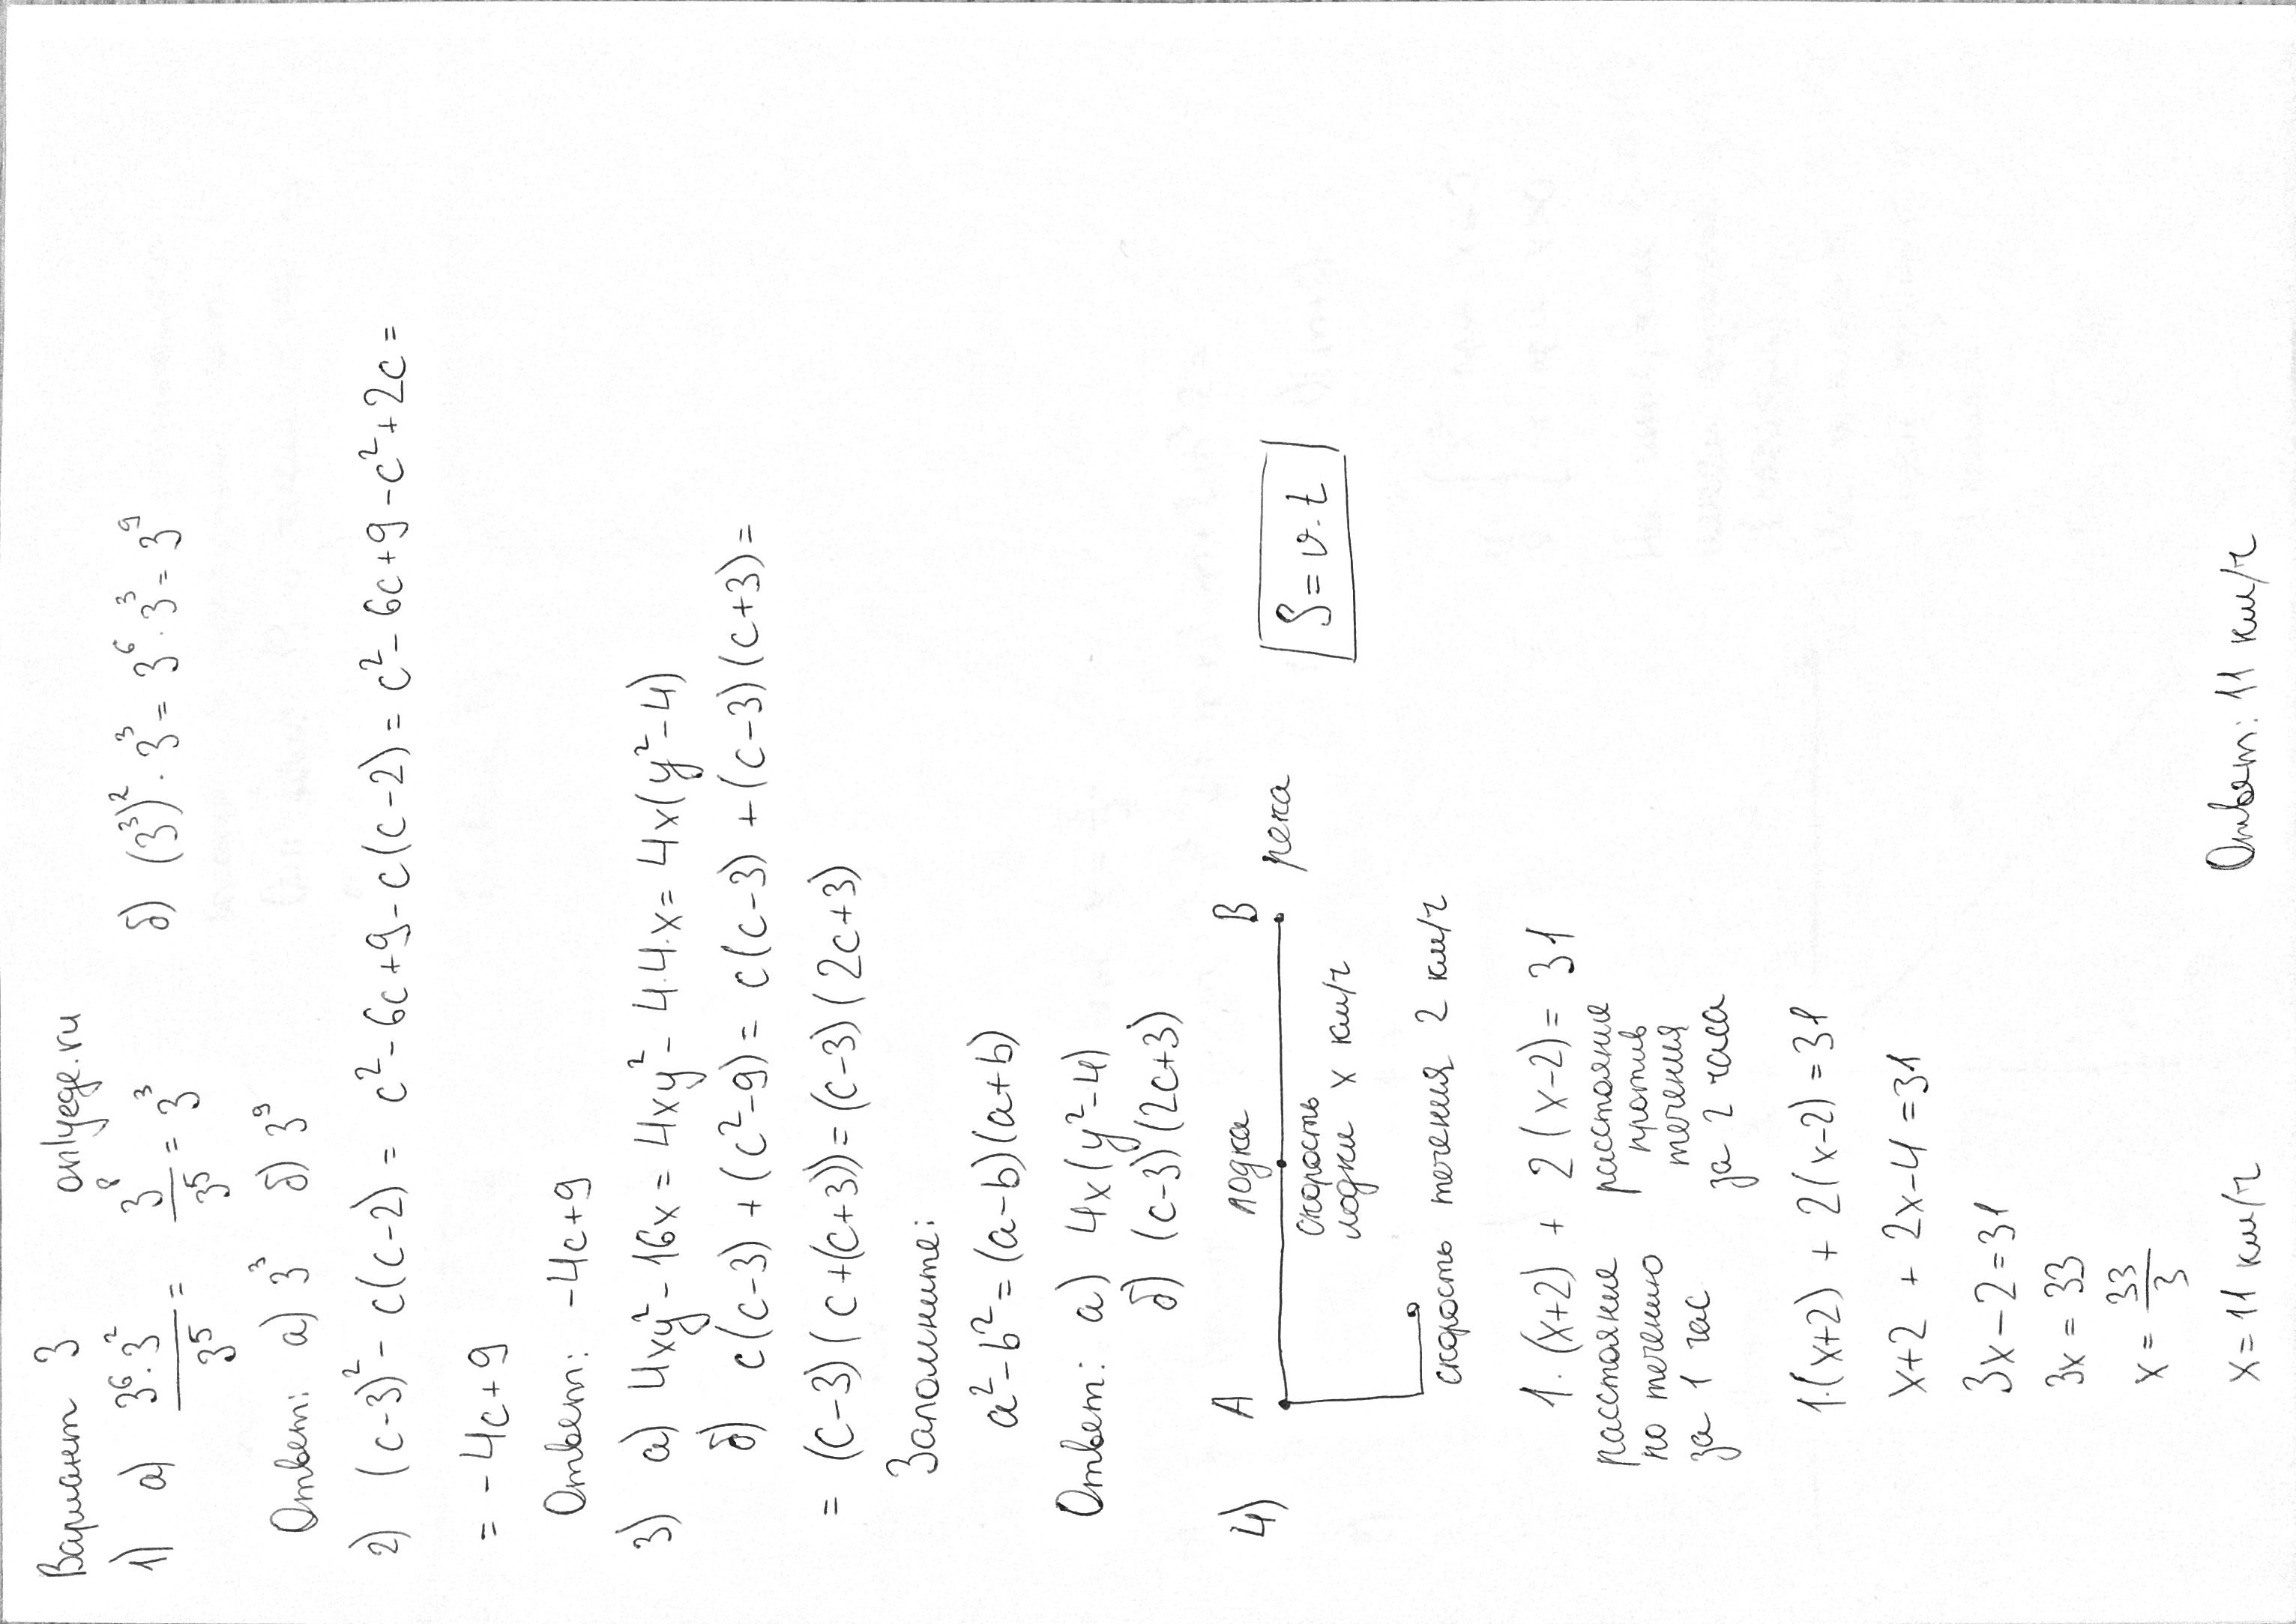 Вариант 3 onlyege.ru
1) а) 3⁶·3²/3⁵ = 3⁸/3⁵ = 3³ б) (3³)²·3³ = 3⁶·3³ = 3⁹
Ответ: а) 3³ б) 3⁹
2) (c-3)² - c(c-2) = c² - 6c + 9 - c(c-2) = c² - 6c + 9 - c² + 2c =
= -4c + 9
Ответ: -4c + 9
3) а) 4xy² - 16x = 4xy² - 4·4·x = 4x(y² - 4)
б) c(c-3) + (c²-9) = c(c-3) + (c-3)(c+3) =
= (c-3)(c+(c+3)) = (c-3)(2c+3)
Запомните:
a² - b² = (a-b)(a+b)
Ответ: а) 4x(y²-4)
б) (c-3)(2c+3)
4) A лодка B река S = v·t
скорость
лодки x км/ч
скорость течения 2 км/ч
1·(x+2) + 2(x-2) = 31
расстояние расстояние
по течению против
за 1 час течения
за 2 часа
1·(x+2) + 2(x-2) = 31
x+2 + 2x-4 = 31
3x - 2 = 31
3x = 33
x = 33/3
x = 11 км/ч Ответ: 11 км/ч